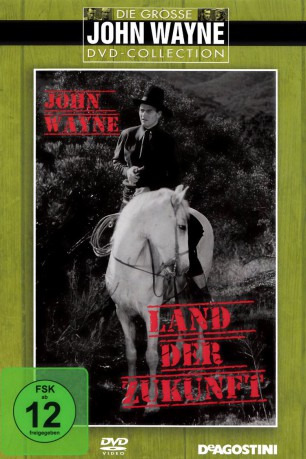 DIE GROSSE
JOHN WAYNE
DVD-COLLECTION
JOHN
WAYNE
LAND
DER
ZUKUNFT
FSK
ab
12
freigegeben
DVD
VIDEO
DEAGOSTINI